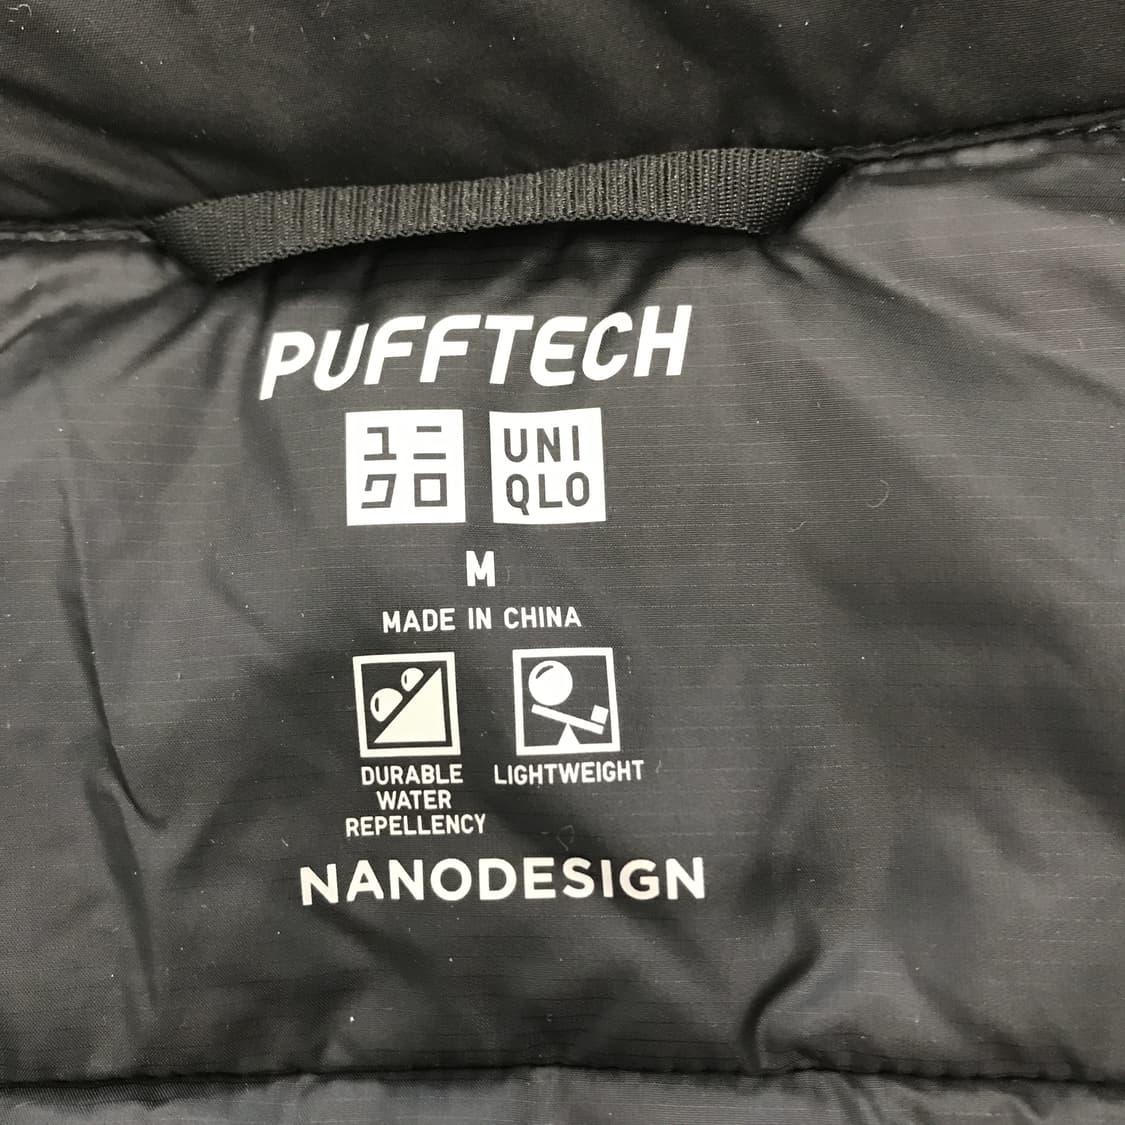 PUFFTECH
ユニ
クロ
UNI
QLO
M
MADE IN CHINA
DURABLE
WATER
REPELLENCY
LIGHTWEIGHT
NANODESIGN